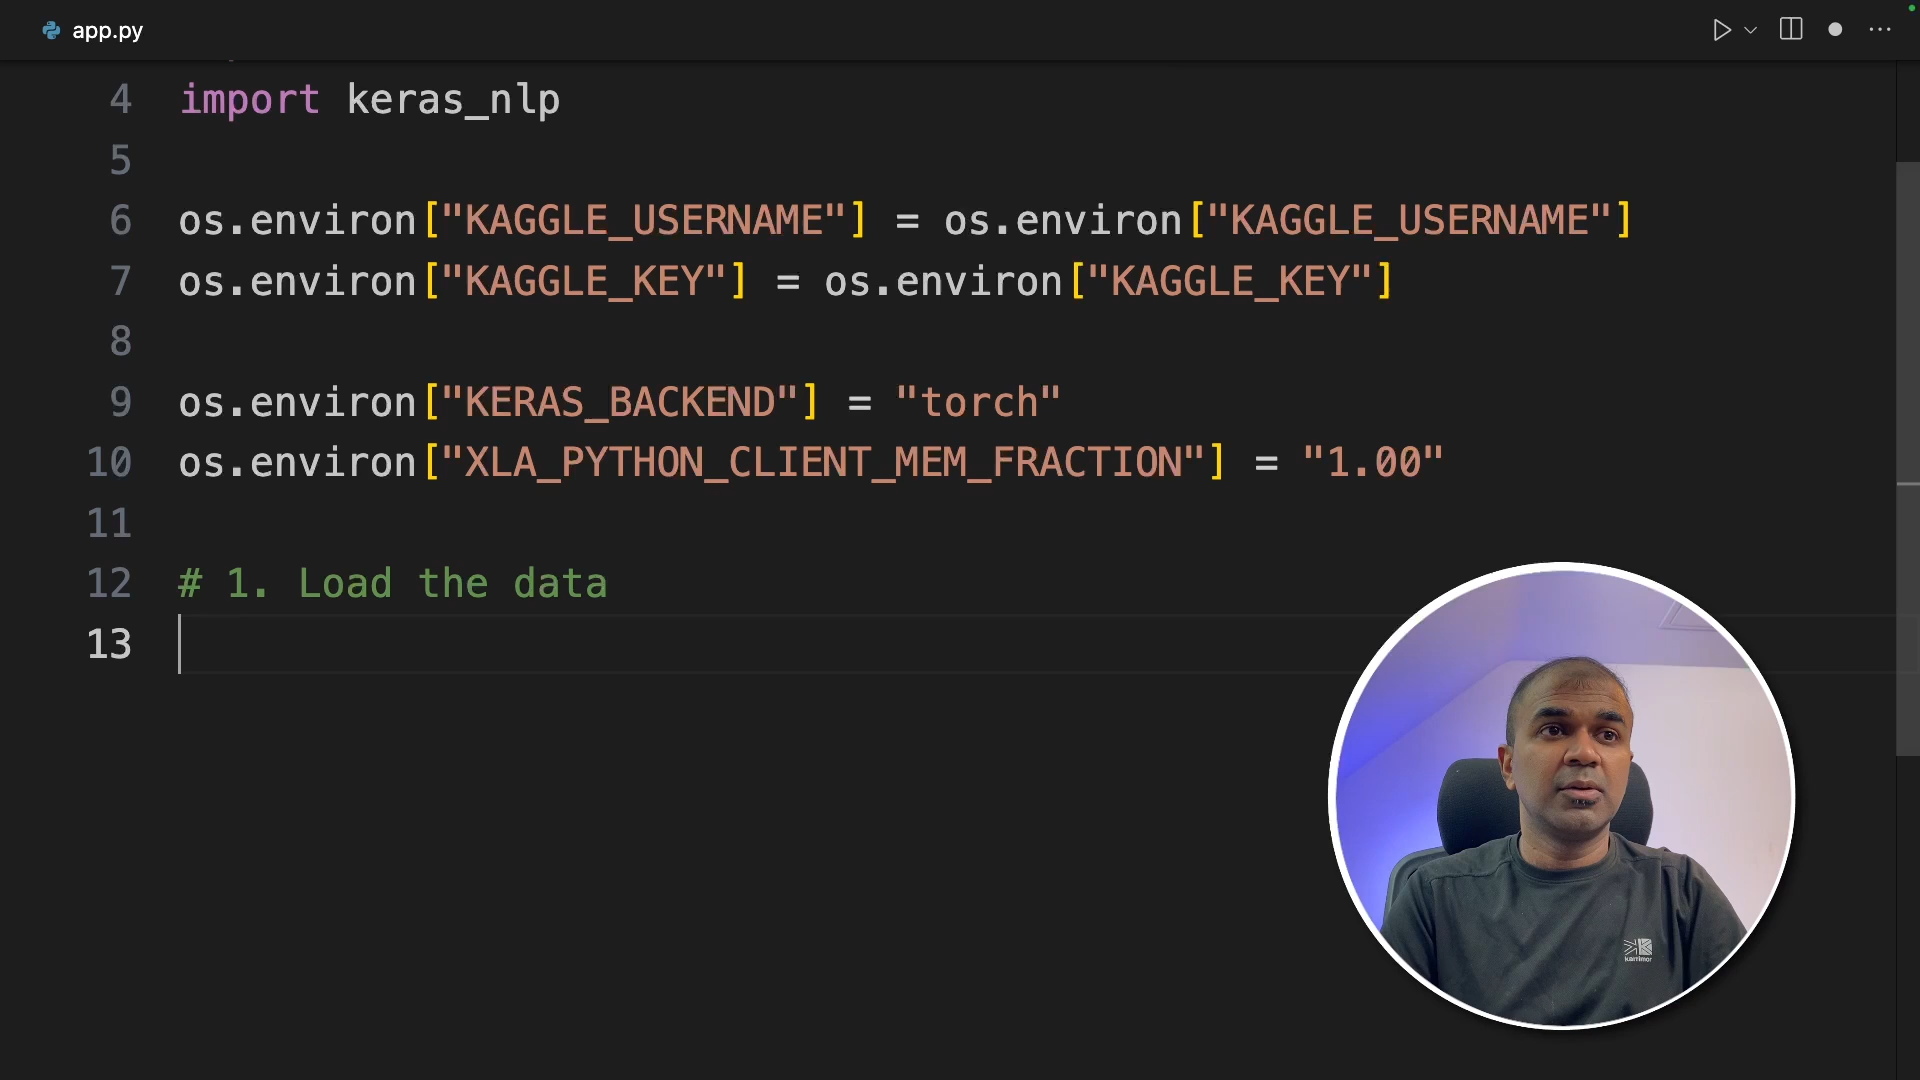 app.py
4 import keras_nlp
5
6 os.environ["KAGGLE_USERNAME"] = os.environ["KAGGLE_USERNAME"]
7 os.environ["KAGGLE_KEY"] = os.environ["KAGGLE_KEY"]
8
9 os.environ["KERAS_BACKEND"] = "torch"
10 os.environ["XLA_PYTHON_CLIENT_MEM_FRACTION"] = "1.00"
11
12 # 1. Load the data
13
karrimor